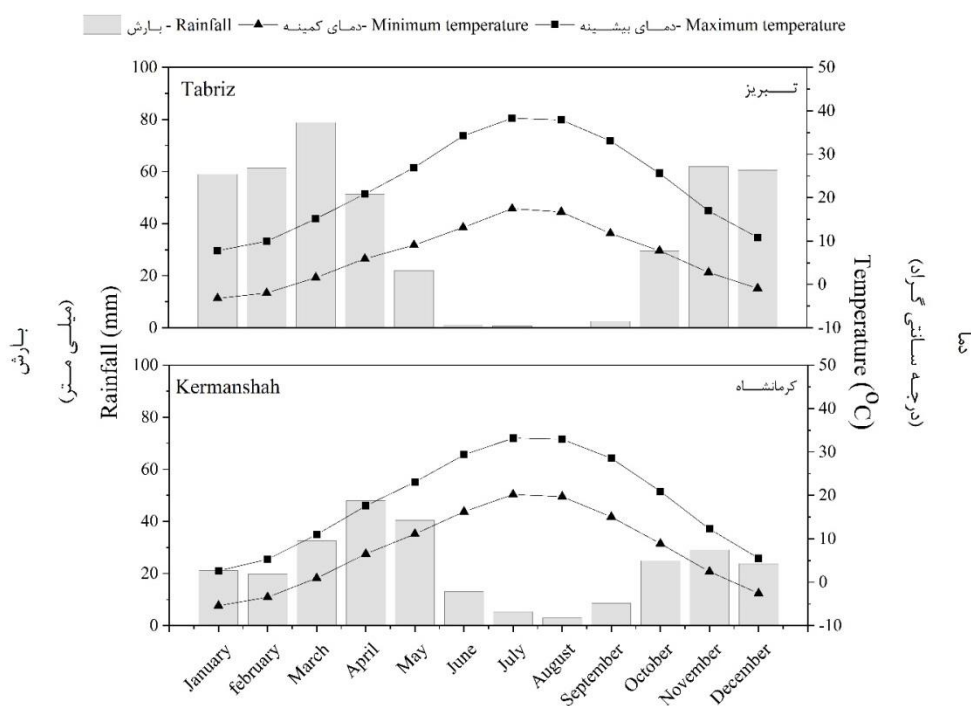 بارش - Rainfall دمای کمینه- Minimum temperature دمای بیشینه- Maximum temperature
Tabriz
تبریز
100
80
60
40
20
0
50
40
30
20
10
0
-10
Kermanshah
کرمانشاه
100
80
60
40
20
0
50
40
30
20
10
0
-10
January
february
March
April
May
June
July
August
September
October
November
December
بارش
(میلی متر)
Rainfall (mm)
Temperature (⁰C)
دما
(درجه سانتی گراد)